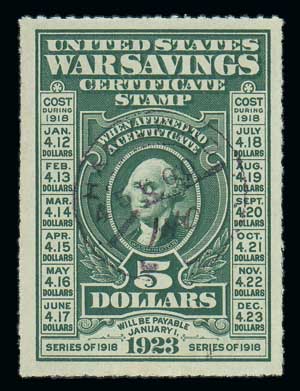 UNITED STATES
WAR SAVINGS
CERTIFICATE
STAMP
COST
DURING
1918
JAN.
4.12
DOLLARS
FEB.
4.13
DOLLARS
MAR.
4.14
DOLLARS
APR.
4.15
DOLLARS
MAY
4.16
DOLLARS
JUNE
4.17
DOLLARS
WHEN AFFIXED TO
A CERTIFICATE
COST
DURING
1918
JULY
4.18
DOLLARS
AUG.
4.19
DOLLARS
SEPT.
4.20
DOLLARS
OCT.
4.21
DOLLARS
NOV.
4.22
DOLLARS
DEC.
4.23
DOLLARS
5
DOLLARS
WILL BE PAYABLE
JANUARY 1,
SERIES OF 1918 1923 SERIES OF 1918